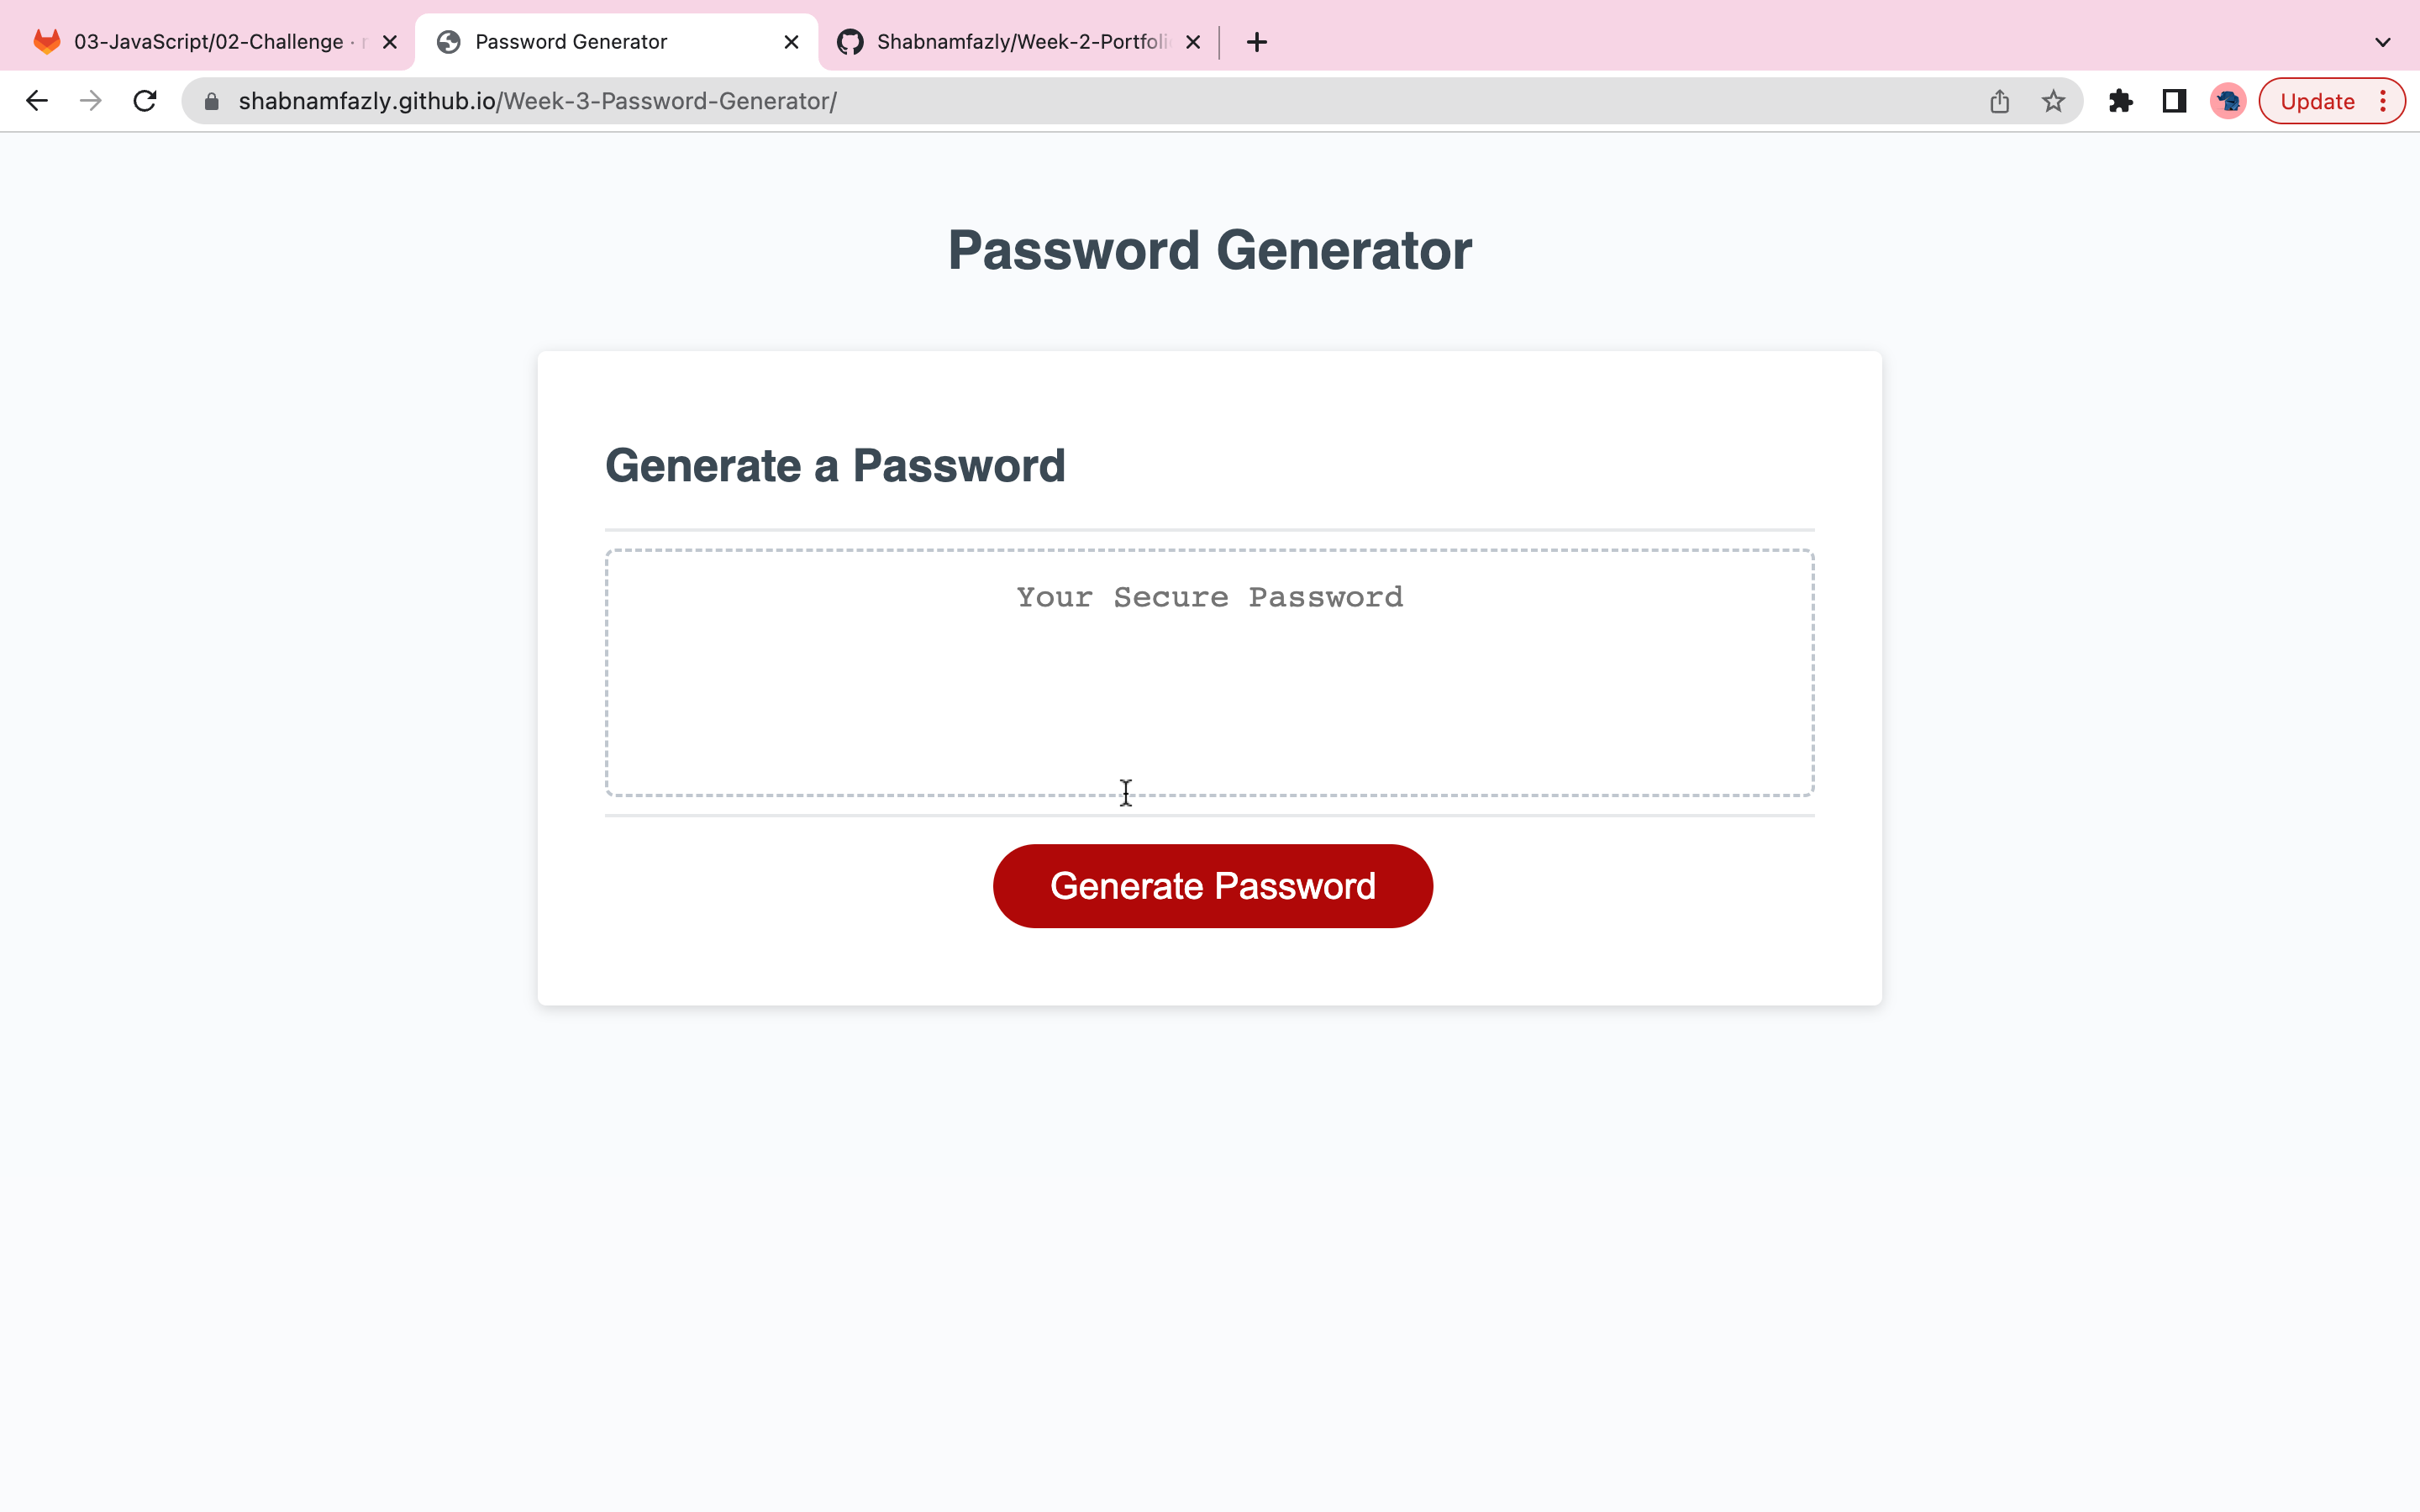 03-JavaScript/02-Challenge ·
Password Generator
Shabnamfazly/Week-2-Portfoli
shabnamfazly.github.io/Week-3-Password-Generator/
Update
Password Generator
Generate a Password
Your Secure Password
Generate Password